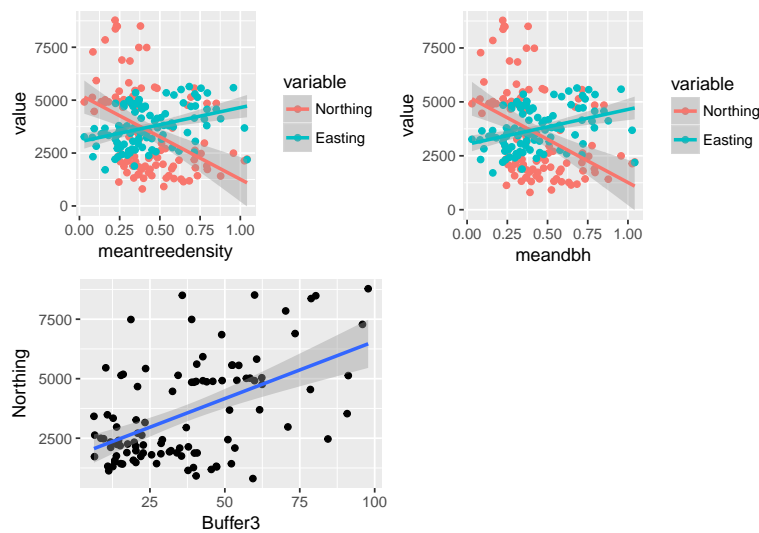 7500
5000
2500
0
value
0.00 0.25 0.50 0.75 1.00
meantreedensity
variable
Northing
Easting
7500
5000
2500
0
value
0.00 0.25 0.50 0.75 1.00
meandbh
variable
Northing
Easting
7500
5000
2500
Northing
25 50 75 100
Buffer3